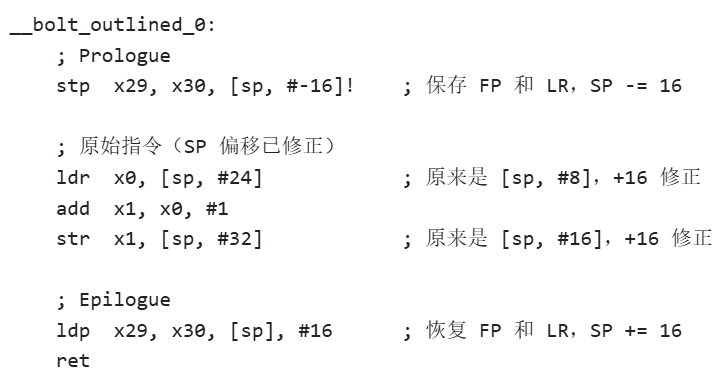 __bolt_outlined_0:
    ; Prologue
    stp  x29, x30, [sp, #-16]!    ; 保存 FP 和 LR，SP -= 16
    ; 原始指令（SP 偏移已修正）
    ldr  x0, [sp, #24]            ; 原来是 [sp, #8]，+16 修正
    add  x1, x0, #1
    str  x1, [sp, #32]            ; 原来是 [sp, #16]，+16 修正
    ; Epilogue
    ldp  x29, x30, [sp], #16      ; 恢复 FP 和 LR，SP += 16
    ret